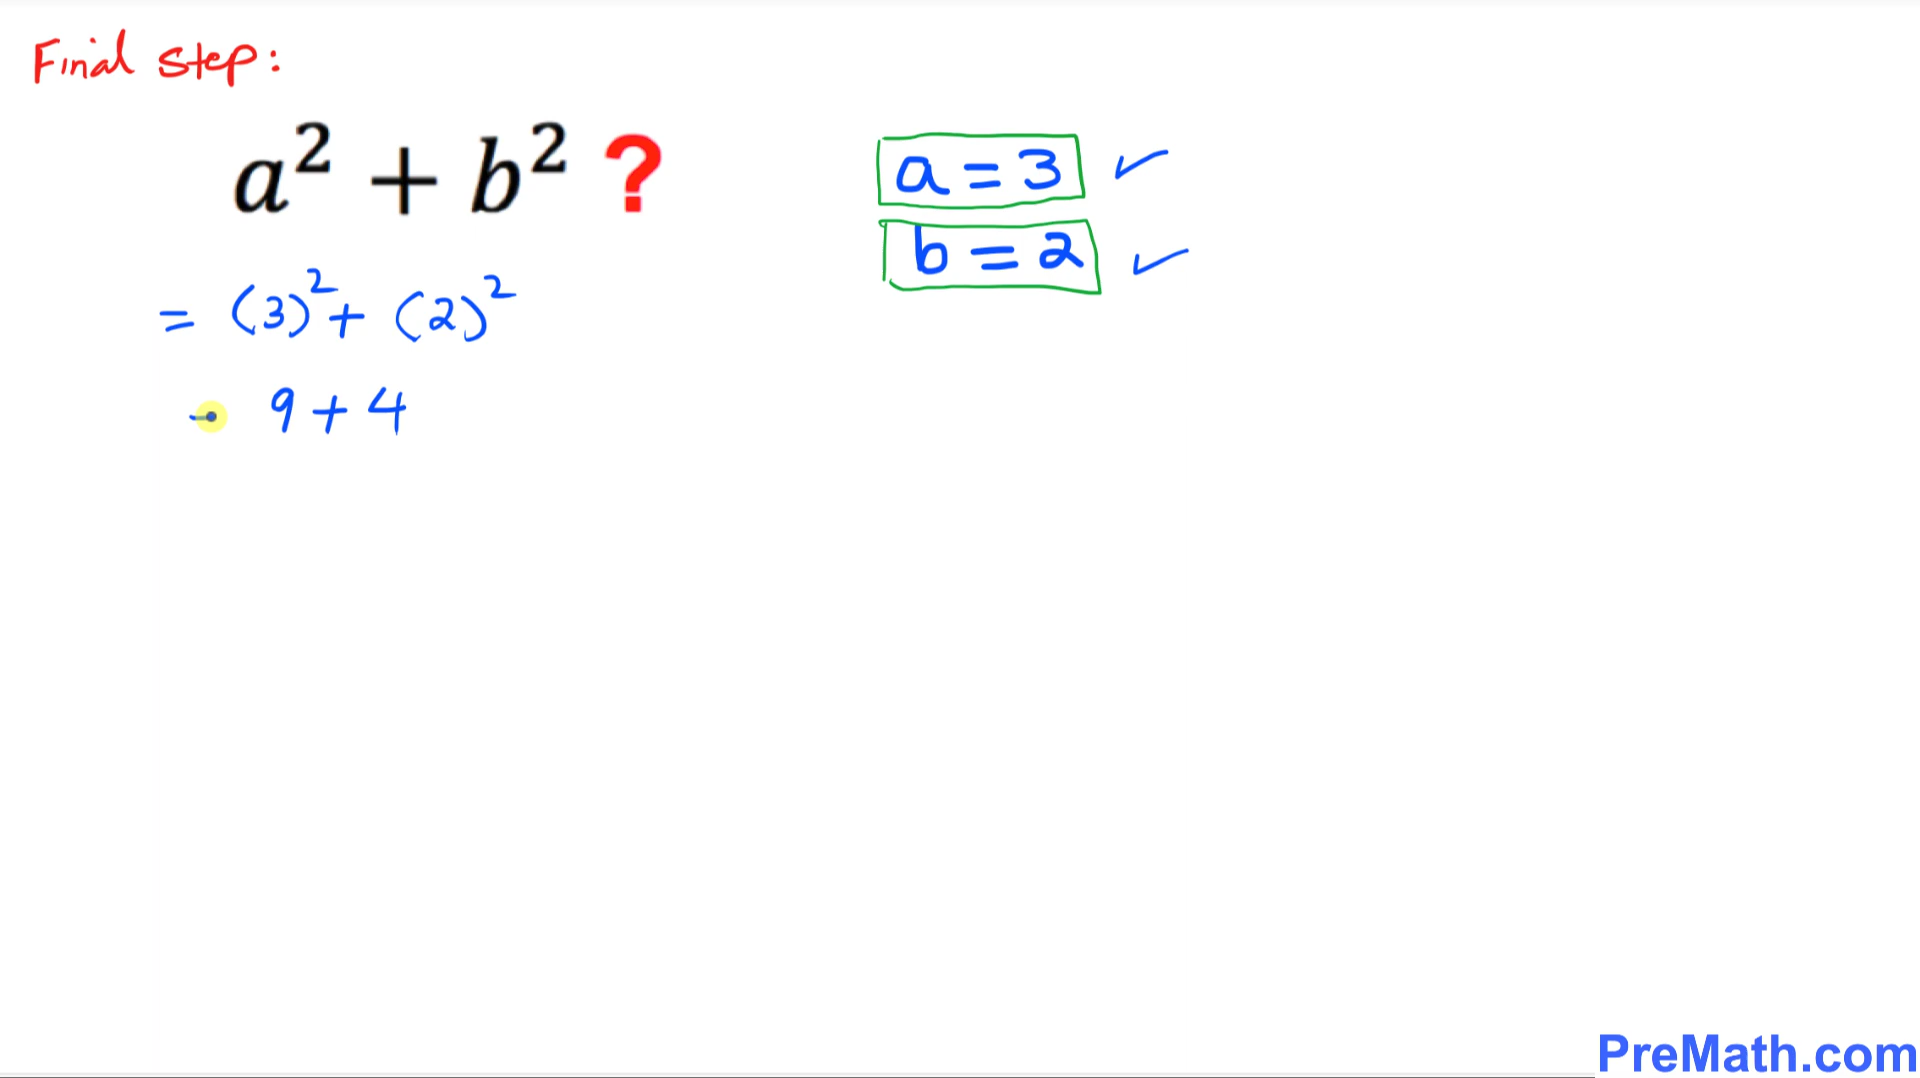 Final step:
a² + b² ?
a = 3 ✓
b = 2 ✓
= (3)² + (2)²
- 9 + 4
PreMath.com